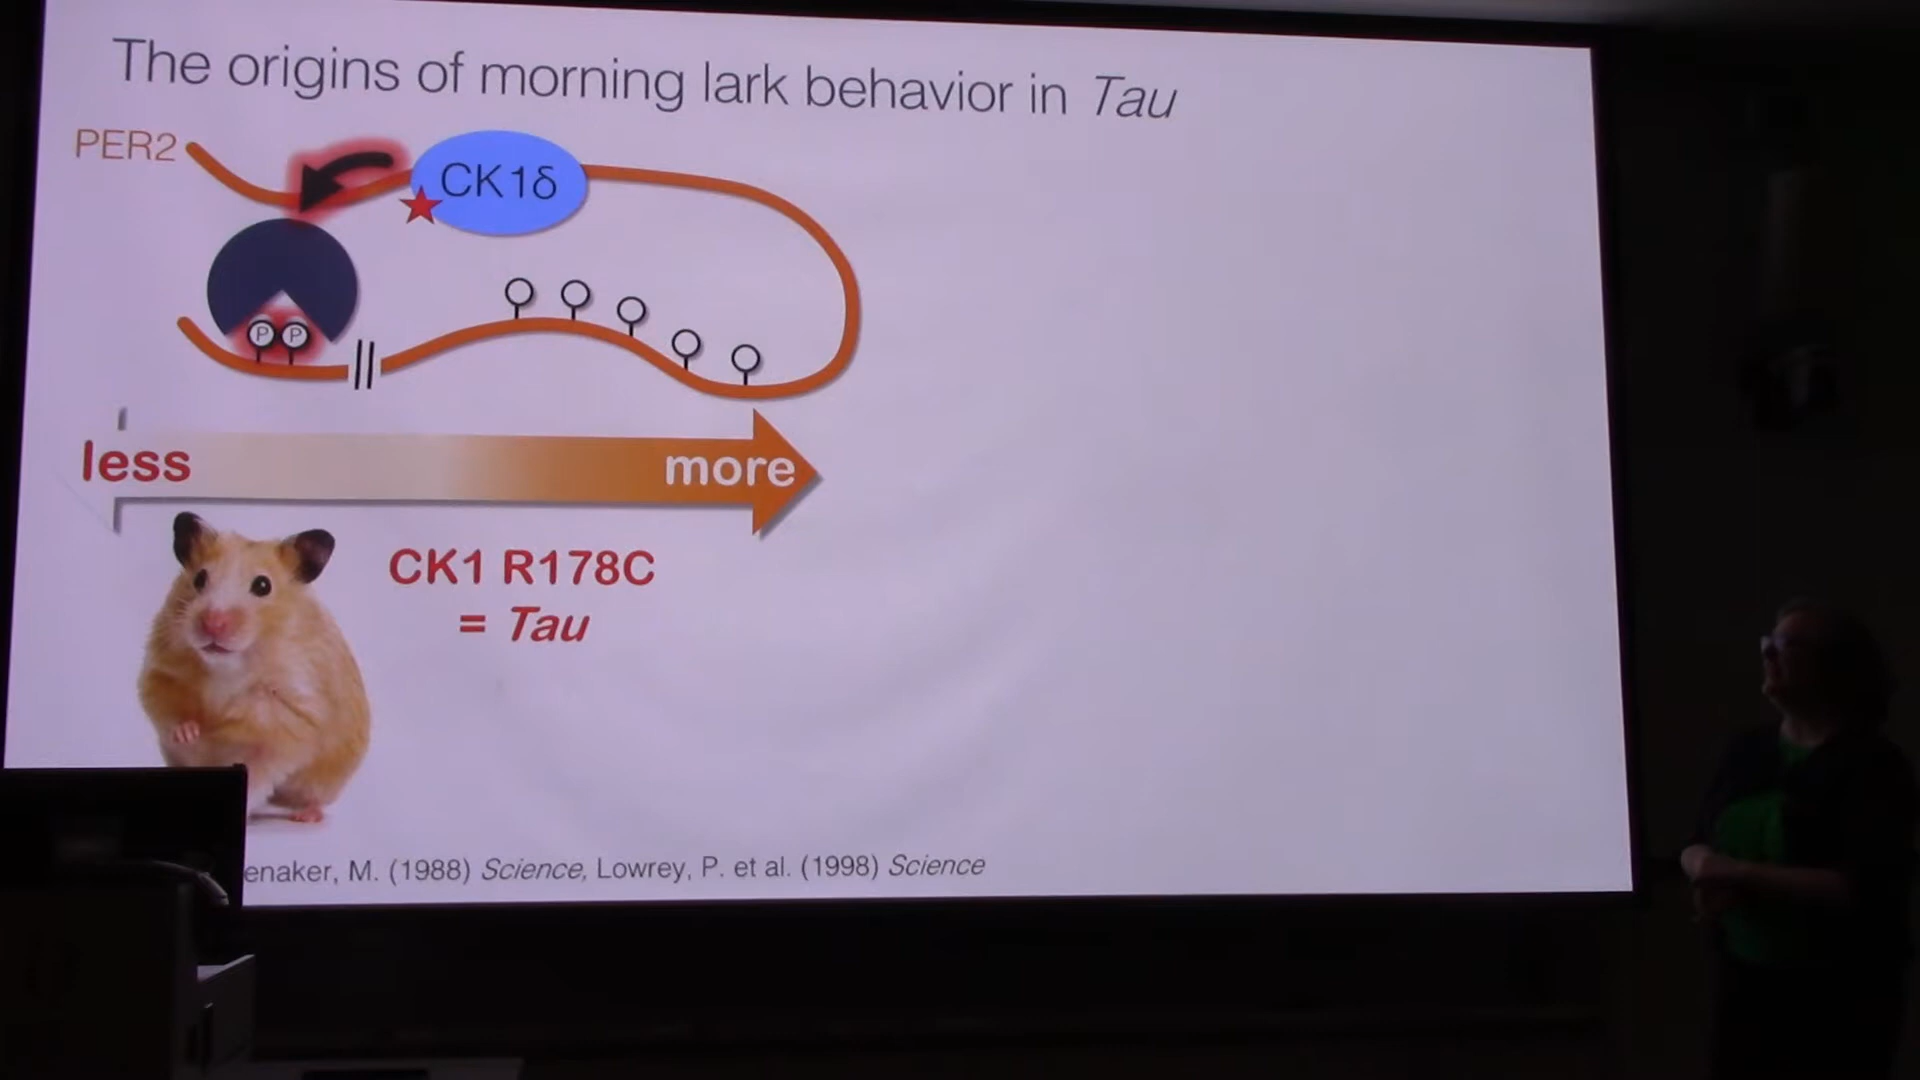 The origins of morning lark behavior in Tau
PER2
CK1δ
P P
less
more
CK1 R178C
= Tau
enaker, M. (1988) Science, Lowrey, P. et al. (1998) Science